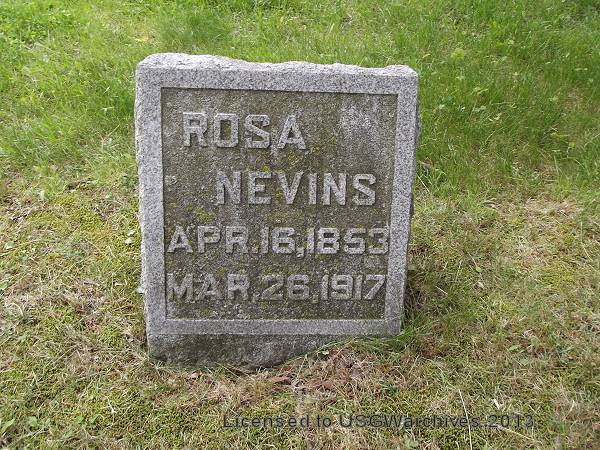 ROSA
NEVINS
APR.16,1853
MAR.26,1917
Licensed to USGWarchives 2013